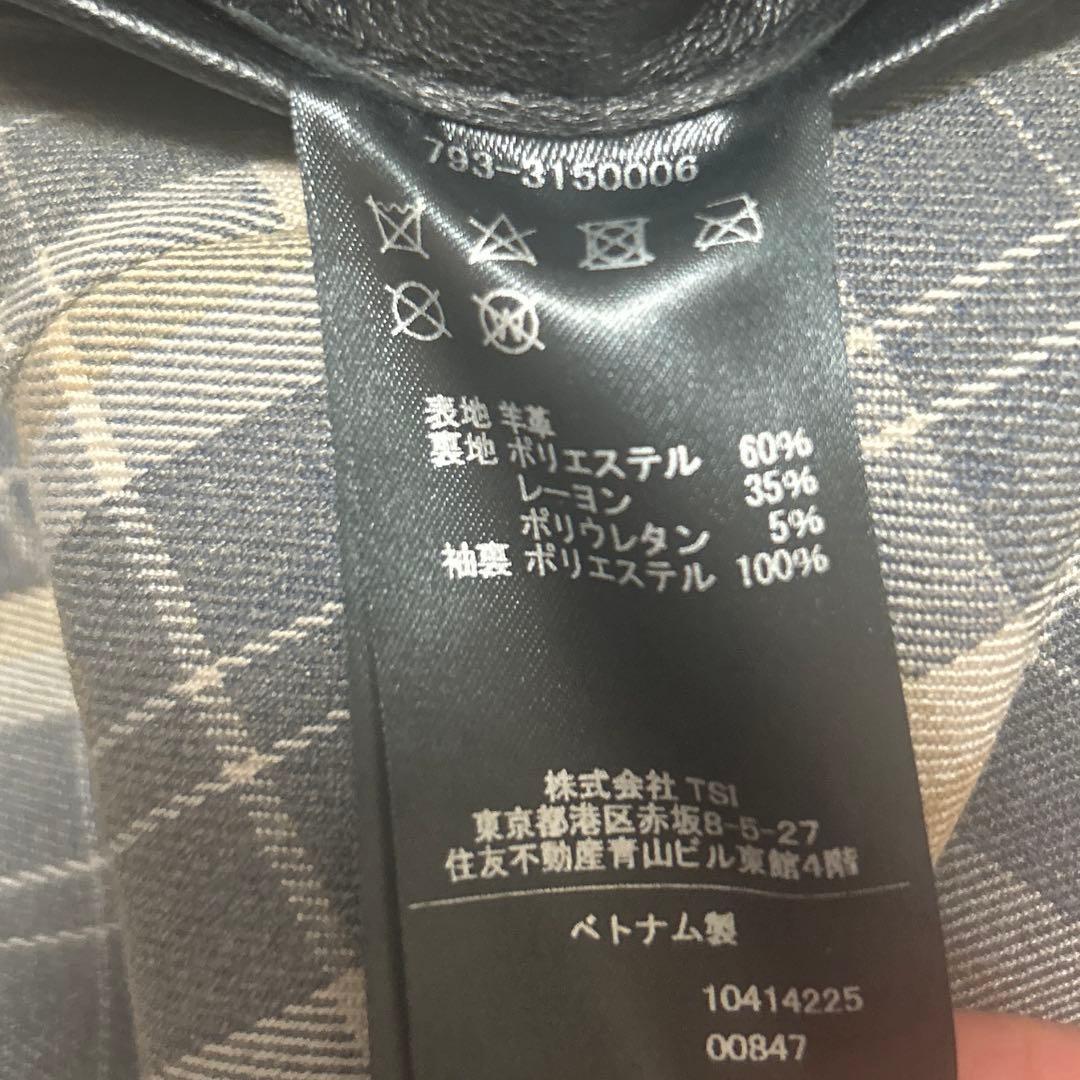 793-3150006
表地 羊革
裏地 ポリエステル 60%
レーヨン 35%
ポリウレタン 5%
袖裏 ポリエステル 100%
株式会社 TSI
東京都港区赤坂8-5-27
住友不動産青山ビル東館4階
ベトナム製
10414225
00847